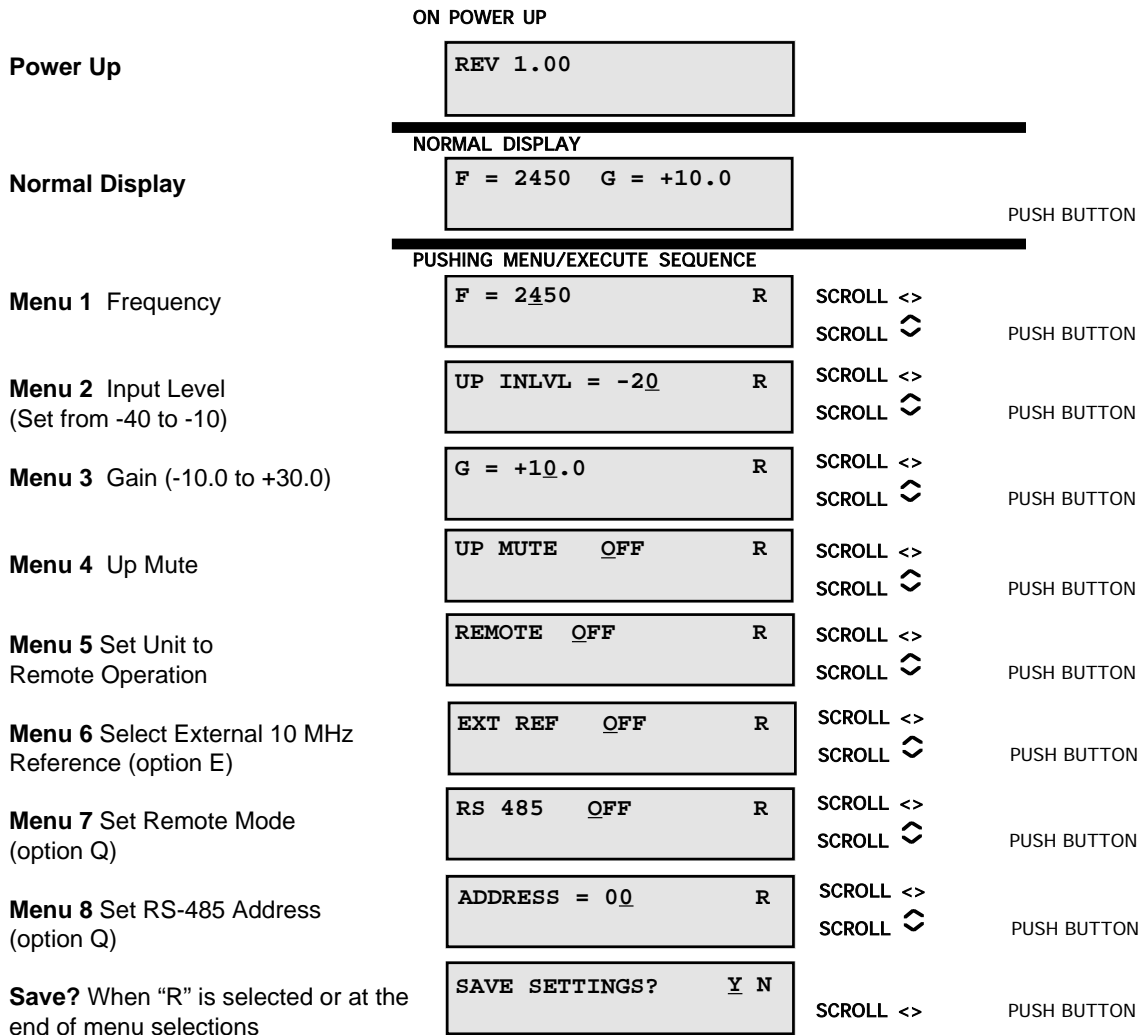 ON POWER UP
Power Up
REV 1.00
NORMAL DISPLAY
Normal Display
F = 2450 G = +10.0
PUSH BUTTON
PUSHING MENU/EXECUTE SEQUENCE
Menu 1 Frequency
F = 2450 R
SCROLL <>
SCROLL
PUSH BUTTON
Menu 2 Input Level
(Set from -40 to -10)
UP INLVL = -20 R
SCROLL <>
SCROLL
PUSH BUTTON
Menu 3 Gain (-10.0 to +30.0)
G = +10.0 R
SCROLL <>
SCROLL
PUSH BUTTON
Menu 4 Up Mute
UP MUTE OFF R
SCROLL <>
SCROLL
PUSH BUTTON
Menu 5 Set Unit to
Remote Operation
REMOTE OFF R
SCROLL <>
SCROLL
PUSH BUTTON
Menu 6 Select External 10 MHz
Reference (option E)
EXT REF OFF R
SCROLL <>
SCROLL
PUSH BUTTON
Menu 7 Set Remote Mode
(option Q)
RS 485 OFF R
SCROLL <>
SCROLL
PUSH BUTTON
Menu 8 Set RS-485 Address
(option Q)
ADDRESS = 00 R
SCROLL <>
SCROLL
PUSH BUTTON
Save? When “R” is selected or at the
end of menu selections
SAVE SETTINGS? Y N
SCROLL <>
PUSH BUTTON